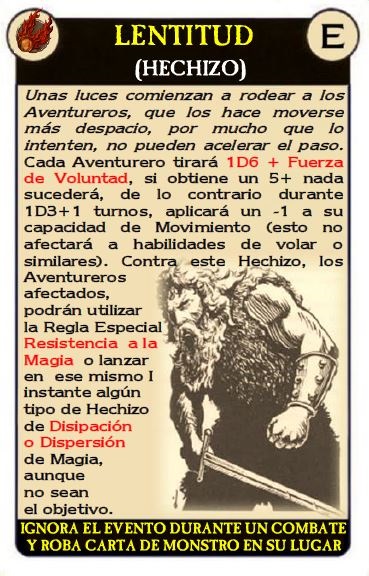 LENTITUD
E
(HECHIZO)
Unas luces comienzan a rodear a los
Aventureros, que los hace moverse
más despacio, por mucho que lo
intenten, no pueden acelerar el paso.
Cada Aventurero tirará 1D6 + Fuerza
de Voluntad, si obtiene un 5+ nada
sucederá, de lo contrario durante
1D3+1 turnos, aplicará un -1 a su
capacidad de Movimiento (esto no
afectará a habilidades de volar o
similares). Contra este Hechizo, los
Aventureros
afectados,
podrán utilizar
la Regla Especial
Resistencia a la
Magia o lanzar
en ese mismo I
instante algún
tipo de Hechizo
de Disipación
o Dispersión
de Magia,
aunque
no sean
el objetivo.
IGNORA EL EVENTO DURANTE UN COMBATE
Y ROBA CARTA DE MONSTRO EN SU LUGAR